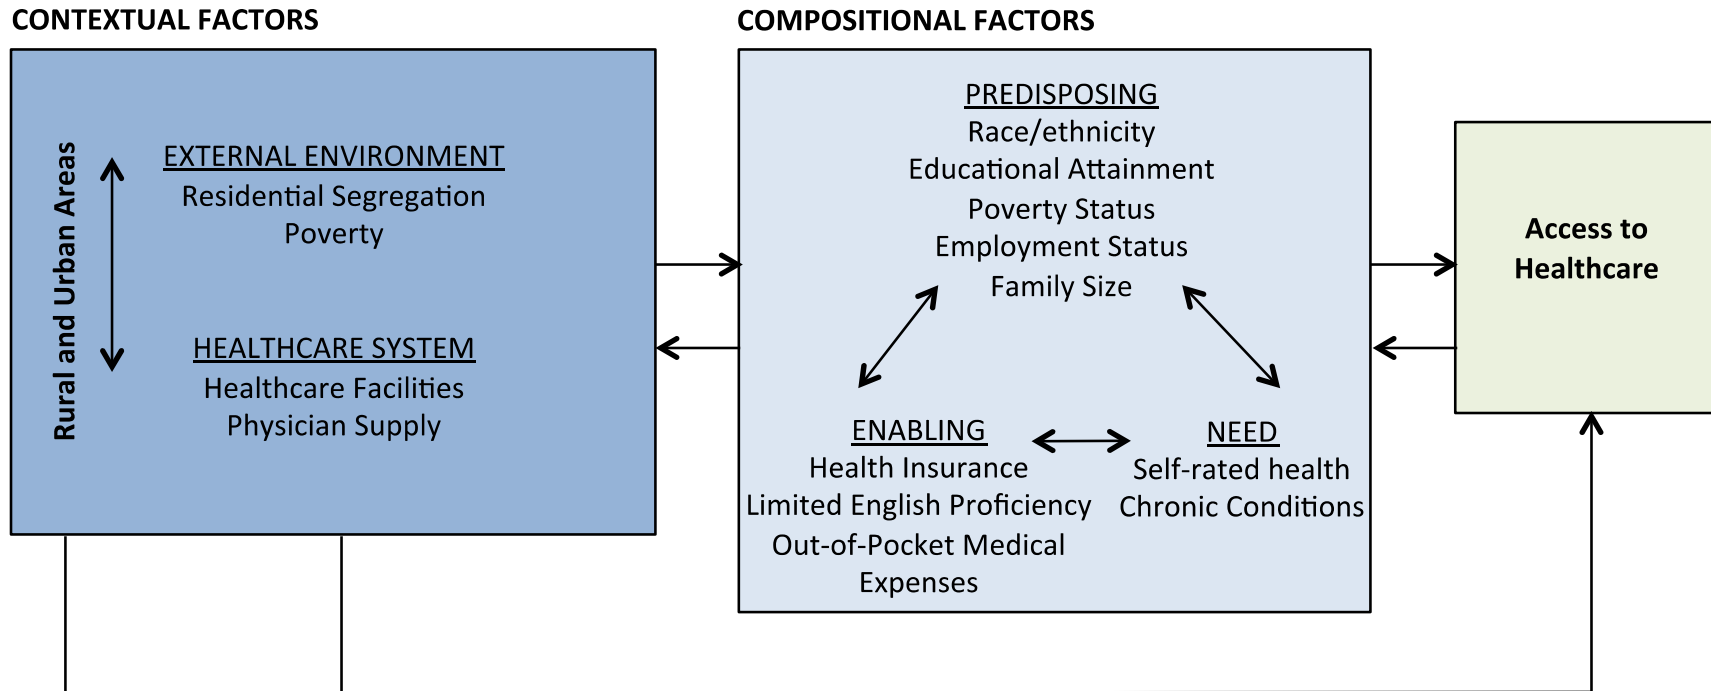 CONTEXTUAL FACTORS
Rural and Urban Areas
EXTERNAL ENVIRONMENT
Residential Segregation
Poverty
HEALTHCARE SYSTEM
Healthcare Facilities
Physician Supply
COMPOSITIONAL FACTORS
PREDISPOSING
Race/ethnicity
Educational Attainment
Poverty Status
Employment Status
Family Size
ENABLING
Health Insurance
Limited English Proficiency
Out-of-Pocket Medical
Expenses
NEED
Self-rated health
Chronic Conditions
Access to
Healthcare